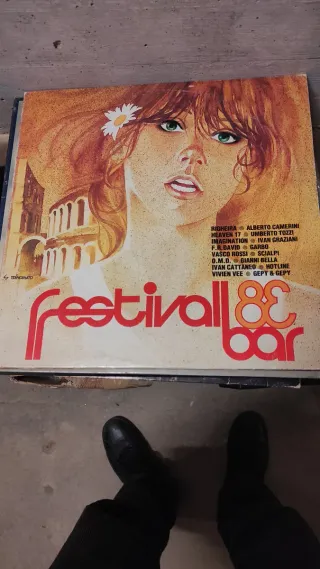 RIGHEIRA ● ALBERTO CAMERINI
HEAVEN 17 ● UMBERTO TOZZI
IMAGINATION ● IVAN GRAZIANI
F.R. DAVID ● GARBO
VASCO ROSSI ● SCIALPI
O.M.D. ● GIANNI BELLA
IVAN CATTANEO ● HOTLINE
VIVIEN VEE ● GEPY & GEPY
festivall 83
bar